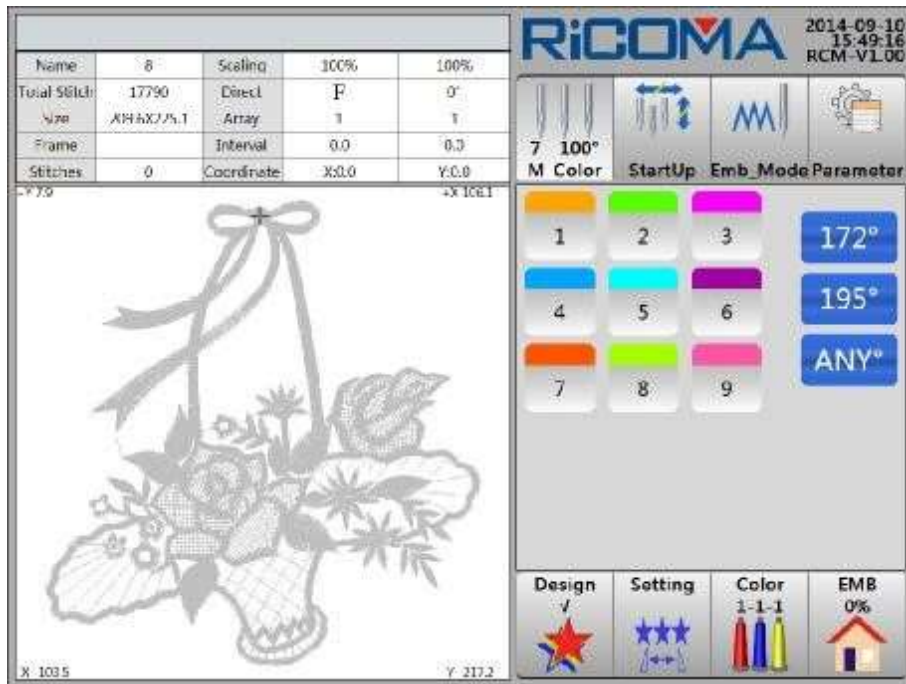 RiCOMA
2014-09-10
15:49:16
RCM-V1.00
Name 8 Scaling 100% 100%
Total Stitch 17790 Direct F 0°
Size Array 1 1
Frame Interval 0.0 0.0
Stitches 0 Coordinate X:0.0 Y:0.0
7 100°
M Color StartUp Emb_Mode Parameter
+X 106.1
1 2 3 172°
4 5 6 195°
7 8 9 ANY°
Design Setting Color EMB
√ 1-1-1 0%
X 103.5 Y 217.2